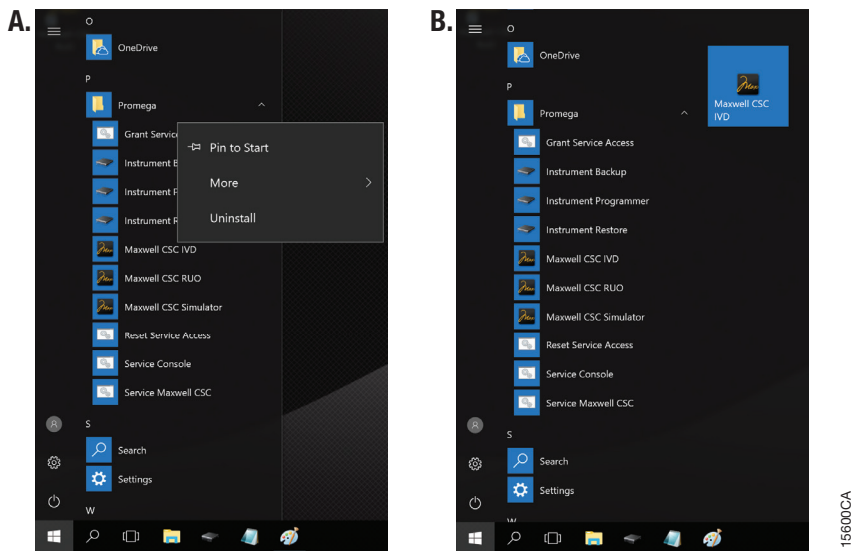 A.
O
OneDrive
P
Promega
Grant Service
Pin to Start
Instrument B
More
Instrument P
Instrument R
Uninstall
Maxwell CSC IVD
Maxwell CSC RUO
Maxwell CSC Simulator
Reset Service Access
Service Console
Service Maxwell CSC
S
Search
Settings
W
B.
O
OneDrive
P
Promega
Grant Service Access
Instrument Backup
Instrument Programmer
Instrument Restore
Maxwell CSC IVD
Maxwell CSC RUO
Maxwell CSC Simulator
Reset Service Access
Service Console
Service Maxwell CSC
S
Search
Settings
W
Max
Maxwell CSC
IVD
15600CA